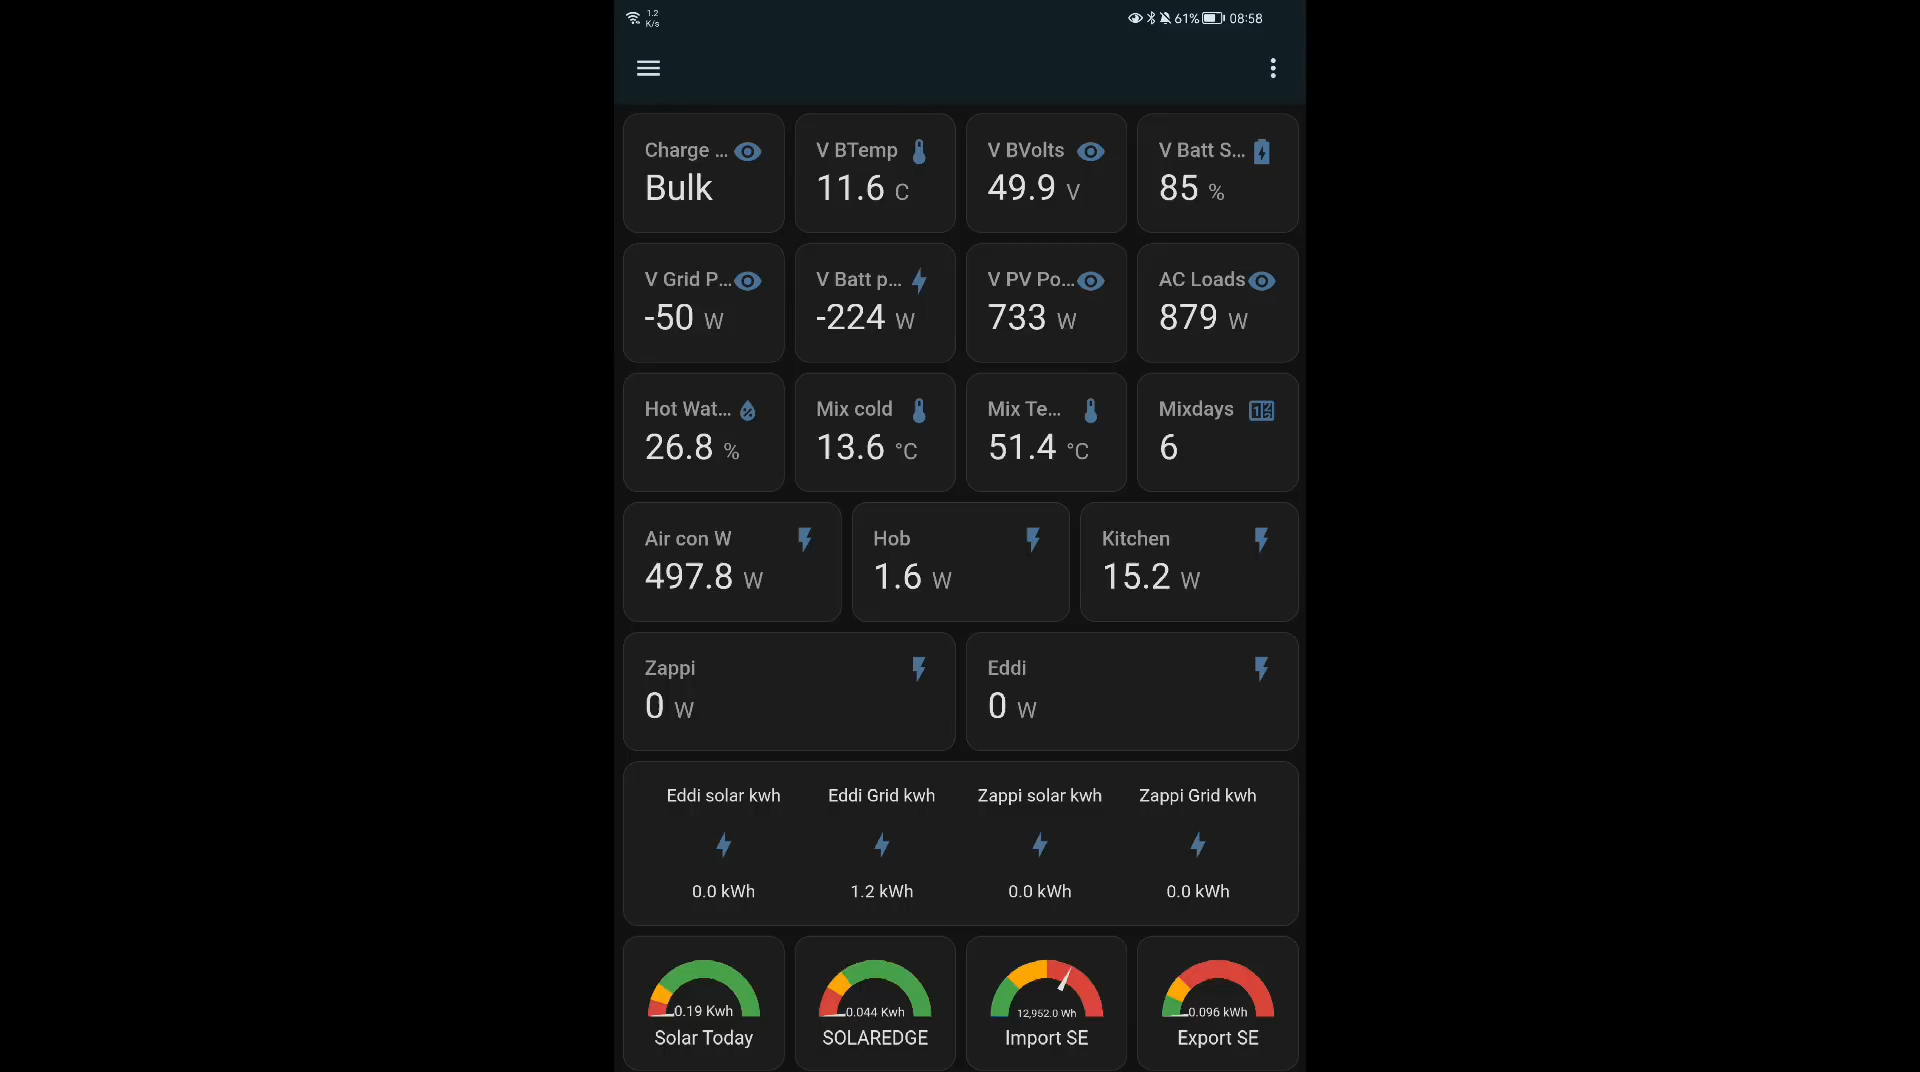 1.2
K/s
61%
08:58
Charge ...
Bulk
V BTemp
11.6 C
V BVolts
49.9 V
V Batt S...
85 %
V Grid P...
-50 W
V Batt p...
-224 W
V PV Po...
733 W
AC Loads
879 W
Hot Wat...
26.8 %
Mix cold
13.6 °C
Mix Te...
51.4 °C
Mixdays
6
Air con W
497.8 W
Hob
1.6 W
Kitchen
15.2 W
Zappi
0 W
Eddi
0 W
Eddi solar kwh
Eddi Grid kwh
Zappi solar kwh
Zappi Grid kwh
0.0 kWh
1.2 kWh
0.0 kWh
0.0 kWh
0.19 Kwh
Solar Today
0.044 Kwh
SOLAREDGE
12,952.0 Wh
Import SE
0.096 kWh
Export SE